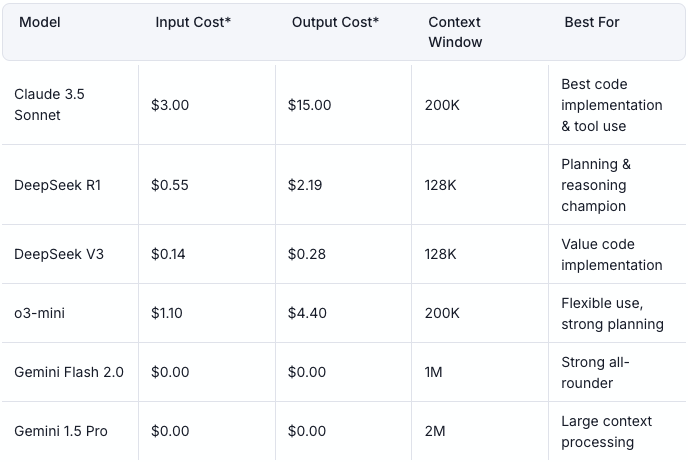 Model Input Cost* Output Cost* Context Window Best For
Claude 3.5 Sonnet $3.00 $15.00 200K Best code implementation & tool use
DeepSeek R1 $0.55 $2.19 128K Planning & reasoning champion
DeepSeek V3 $0.14 $0.28 128K Value code implementation
o3-mini $1.10 $4.40 200K Flexible use, strong planning
Gemini Flash 2.0 $0.00 $0.00 1M Strong all-rounder
Gemini 1.5 Pro $0.00 $0.00 2M Large context processing